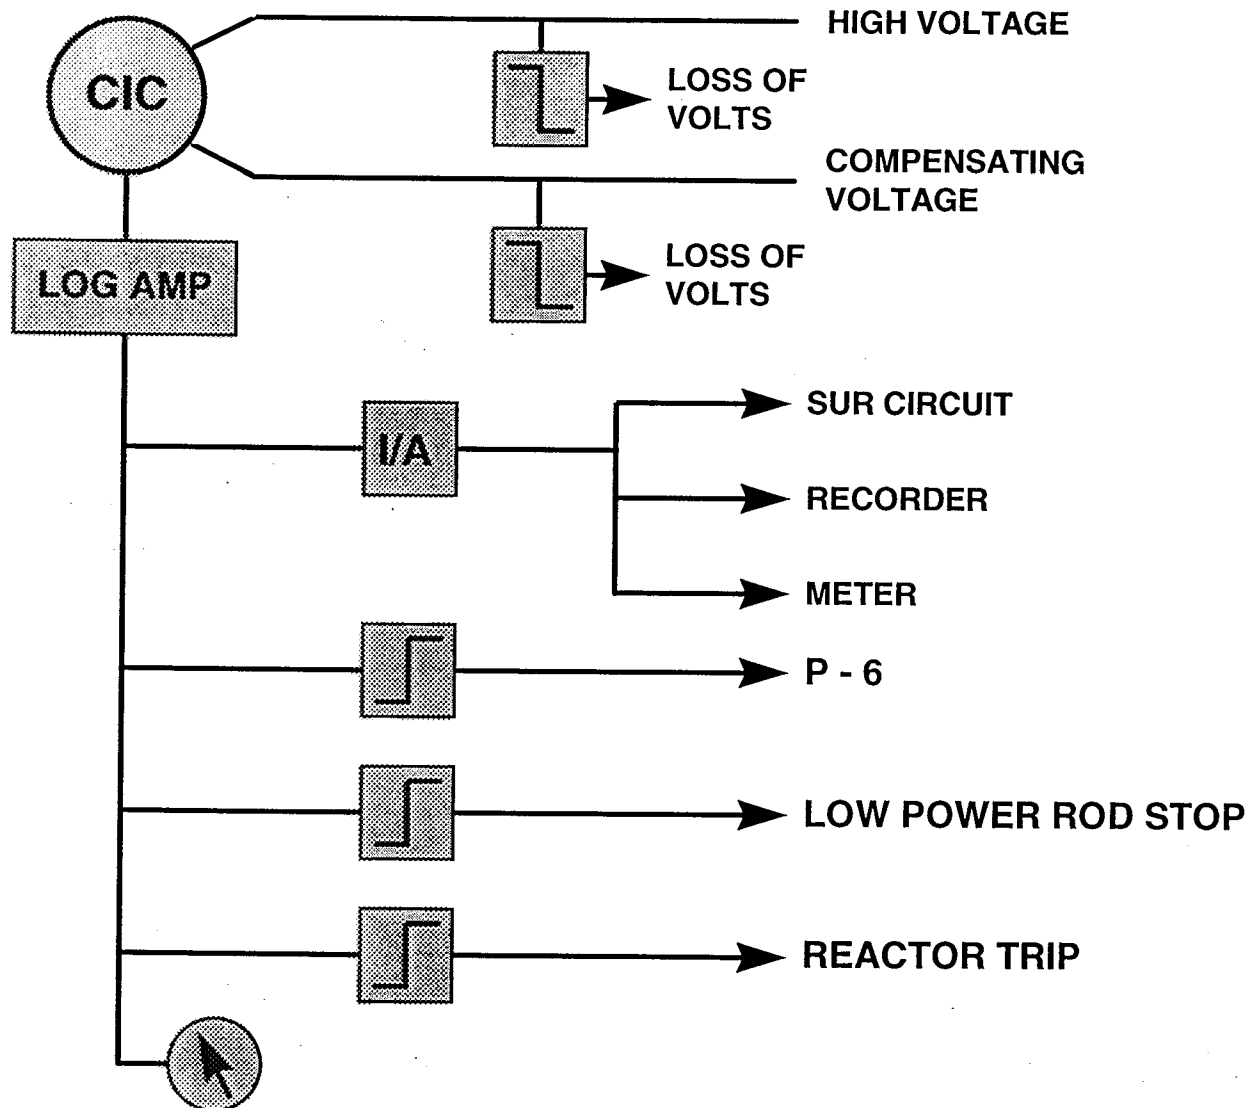 HIGH VOLTAGE
CIC
LOSS OF
VOLTS
COMPENSATING
VOLTAGE
LOG AMP
LOSS OF
VOLTS
SUR CIRCUIT
I/A
RECORDER
METER
P - 6
LOW POWER ROD STOP
REACTOR TRIP